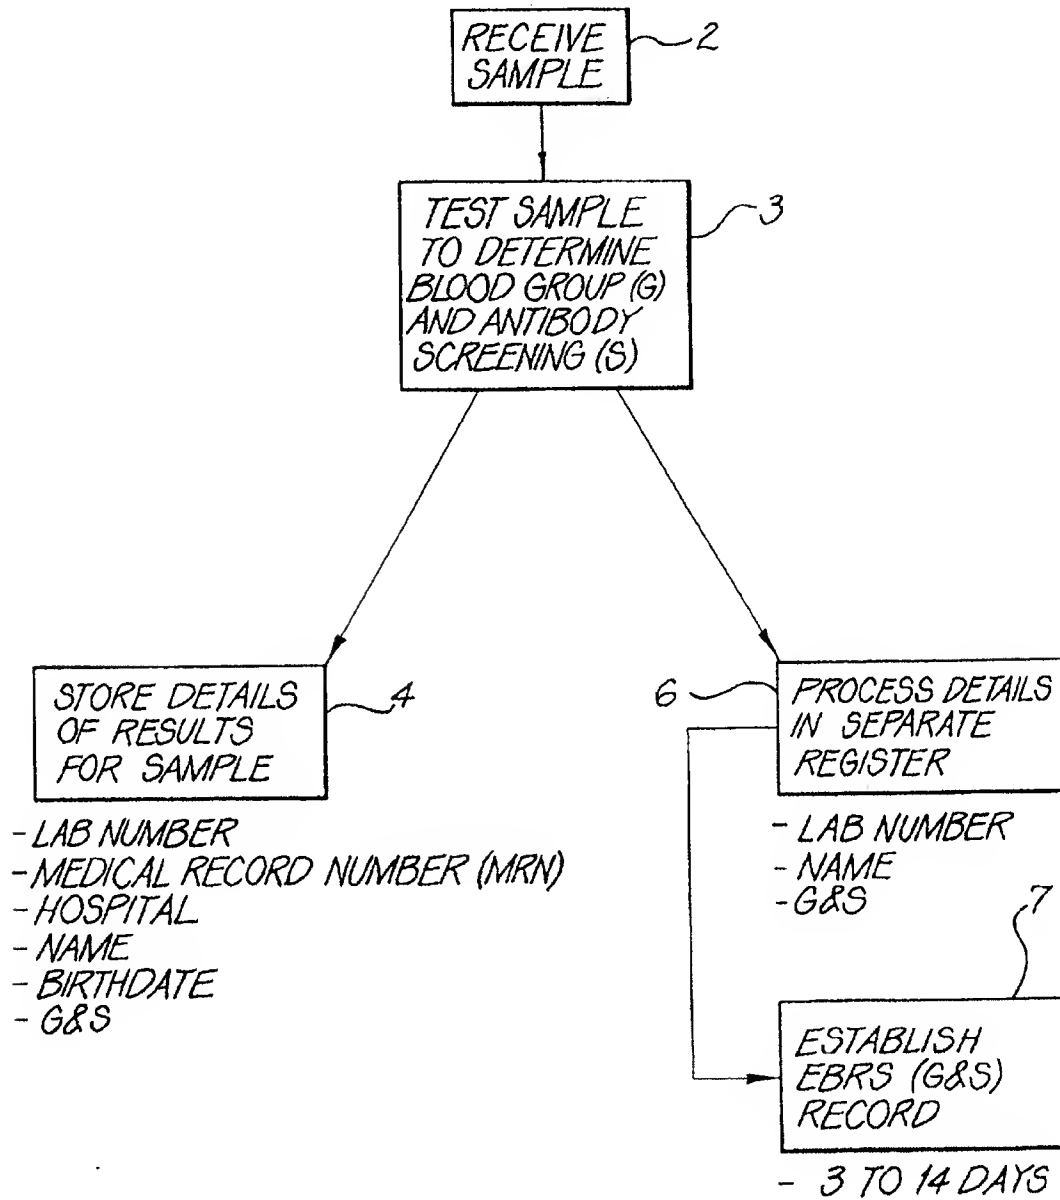 RECEIVE
SAMPLE
2
TEST SAMPLE
TO DETERMINE
BLOOD GROUP (G)
AND ANTIBODY
SCREENING (S)
3
STORE DETAILS
OF RESULTS
FOR SAMPLE
4
- LAB NUMBER
- MEDICAL RECORD NUMBER (MRN)
- HOSPITAL
- NAME
- BIRTHDATE
- G&S
6
PROCESS DETAILS
IN SEPARATE
REGISTER
- LAB NUMBER
- NAME
- G&S
7
ESTABLISH
EBRS (G&S)
RECORD
- 3 TO 14 DAYS